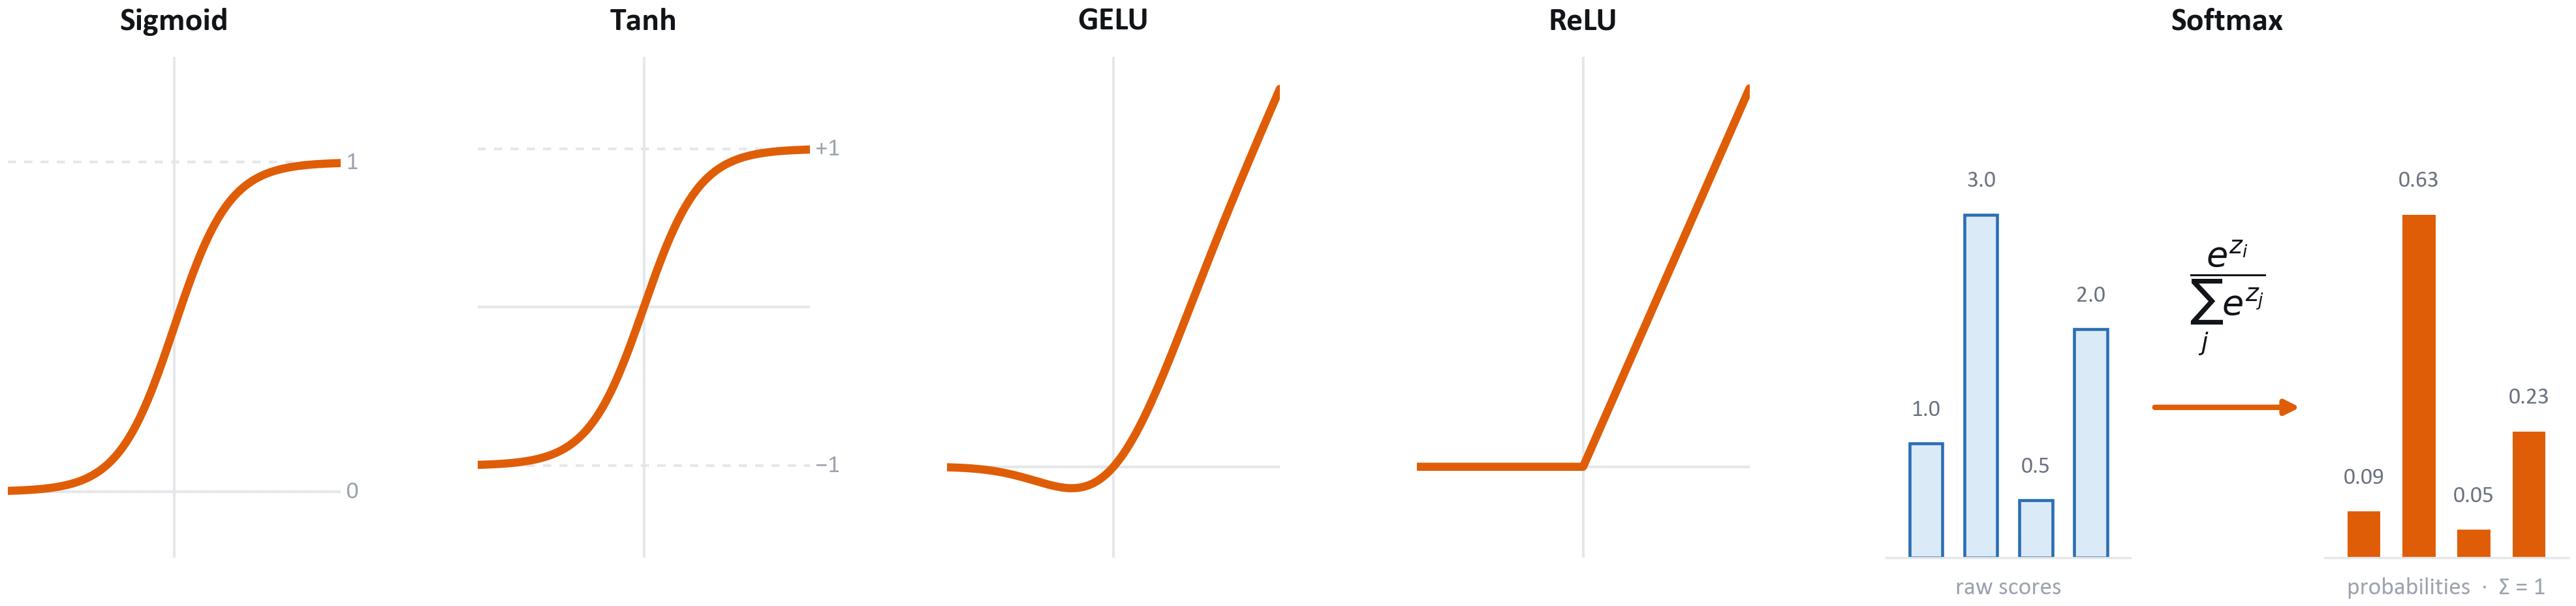 Sigmoid
1
0
Tanh
+1
−1
GELU
ReLU
Softmax
1.0
3.0
0.5
2.0
raw scores
e^{z_i}
∑_j e^{z_j}
0.09
0.63
0.05
0.23
probabilities · Σ = 1